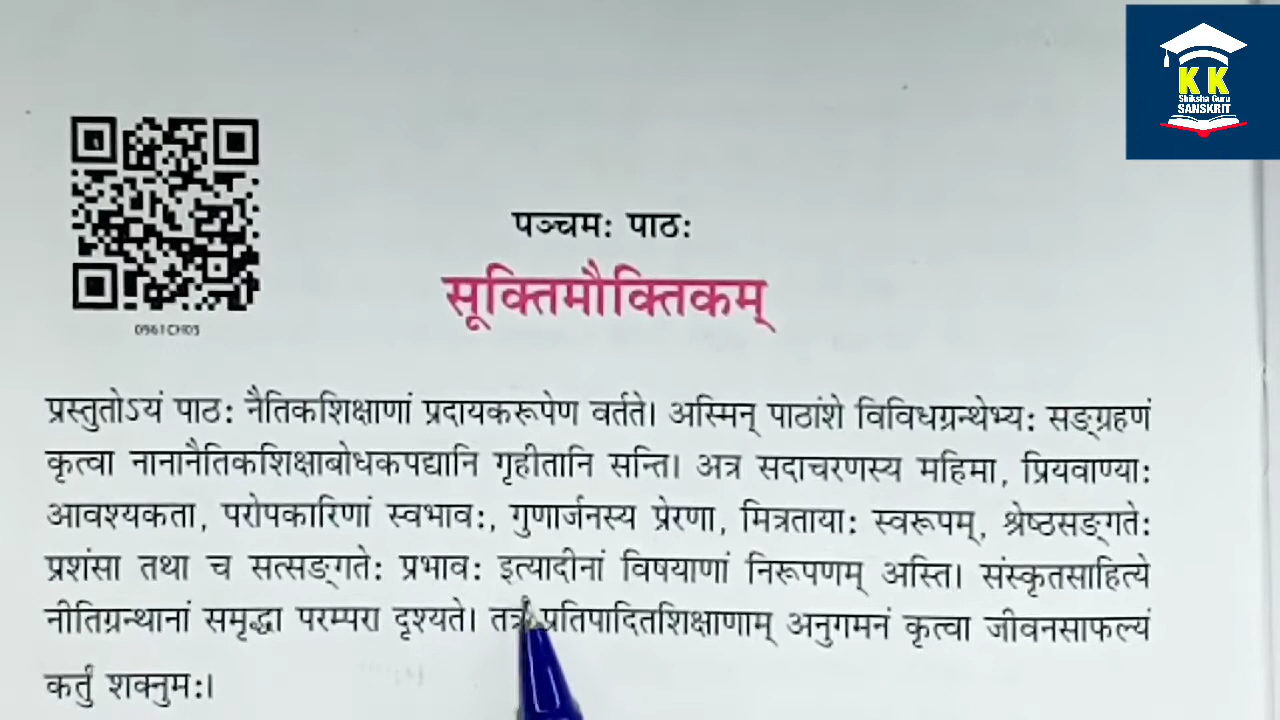 K K
Shiksha Guru
SANSKRIT
0961CH05
पञ्चमः पाठः
सूक्तिमौक्तिकम्
प्रस्तुतोऽयं पाठः नैतिकशिक्षाणां प्रदायकरूपेण वर्तते। अस्मिन् पाठांशे विविधग्रन्थेभ्यः सङ्ग्रहणं
कृत्वा नानानैतिकशिक्षाबोधकपद्यानि गृहीतानि सन्ति। अत्र सदाचरणस्य महिमा, प्रियवाण्याः
आवश्यकता, परोपकारिणां स्वभावः, गुणार्जनस्य प्रेरणा, मित्रतायाः स्वरूपम्, श्रेष्ठसङ्गतेः
प्रशंसा तथा च सत्सङ्गतेः प्रभावः इत्यादीनां विषयाणां निरूपणम् अस्ति। संस्कृतसाहित्ये
नीतिग्रन्थानां समृद्धा परम्परा दृश्यते। तत्र प्रतिपादितशिक्षाणाम् अनुगमनं कृत्वा जीवनसाफल्यं
कर्तुं शक्नुमः।